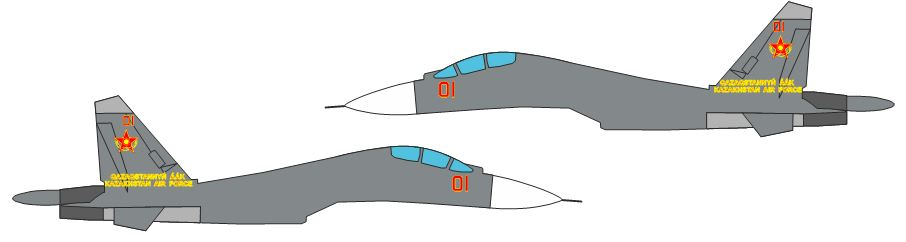 01
01
QAZAQSTANNYŃ ÁÁK
KAZAKHSTAN AIR FORCE
01
QAZAQSTANNYŃ ÁÁK
KAZAKHSTAN AIR FORCE
01